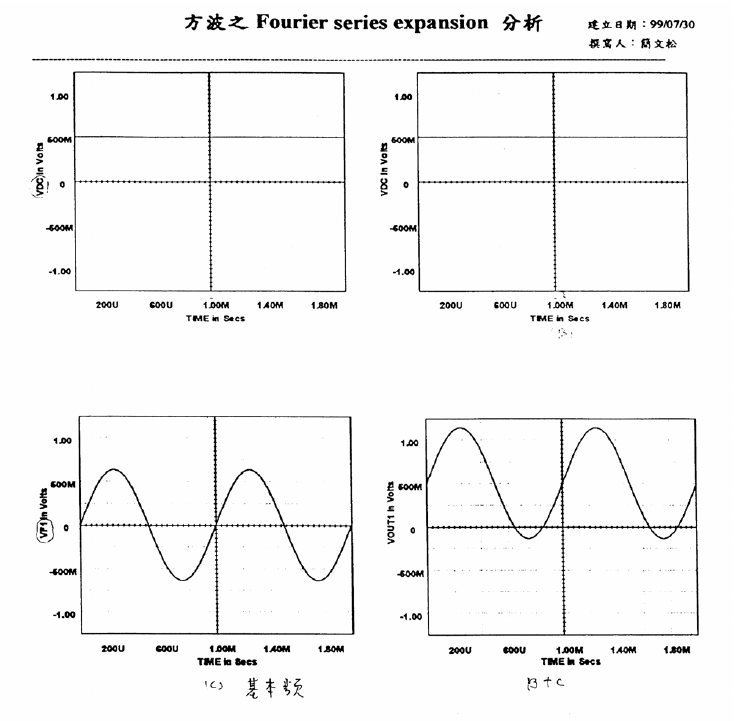 方波之 Fourier series expansion 分析
建立日期：99/07/30
撰寫人：簡文松
1.00
500M
0
-500M
-1.00
VDC in Volts
200U 600U 1.00M 1.40M 1.80M
TIME in Secs
1.00
500M
0
-500M
-1.00
VDC in Volts
200U 600U 1.00M 1.40M 1.80M
TIME in Secs
(B)
1.00
500M
0
-500M
-1.00
VF1 in Volts
200U 600U 1.00M 1.40M 1.80M
TIME in Secs
(C) 基本頻
1.00
500M
0
-500M
-1.00
VOUT1 in Volts
200U 600U 1.00M 1.40M 1.80M
TIME in Secs
B+C